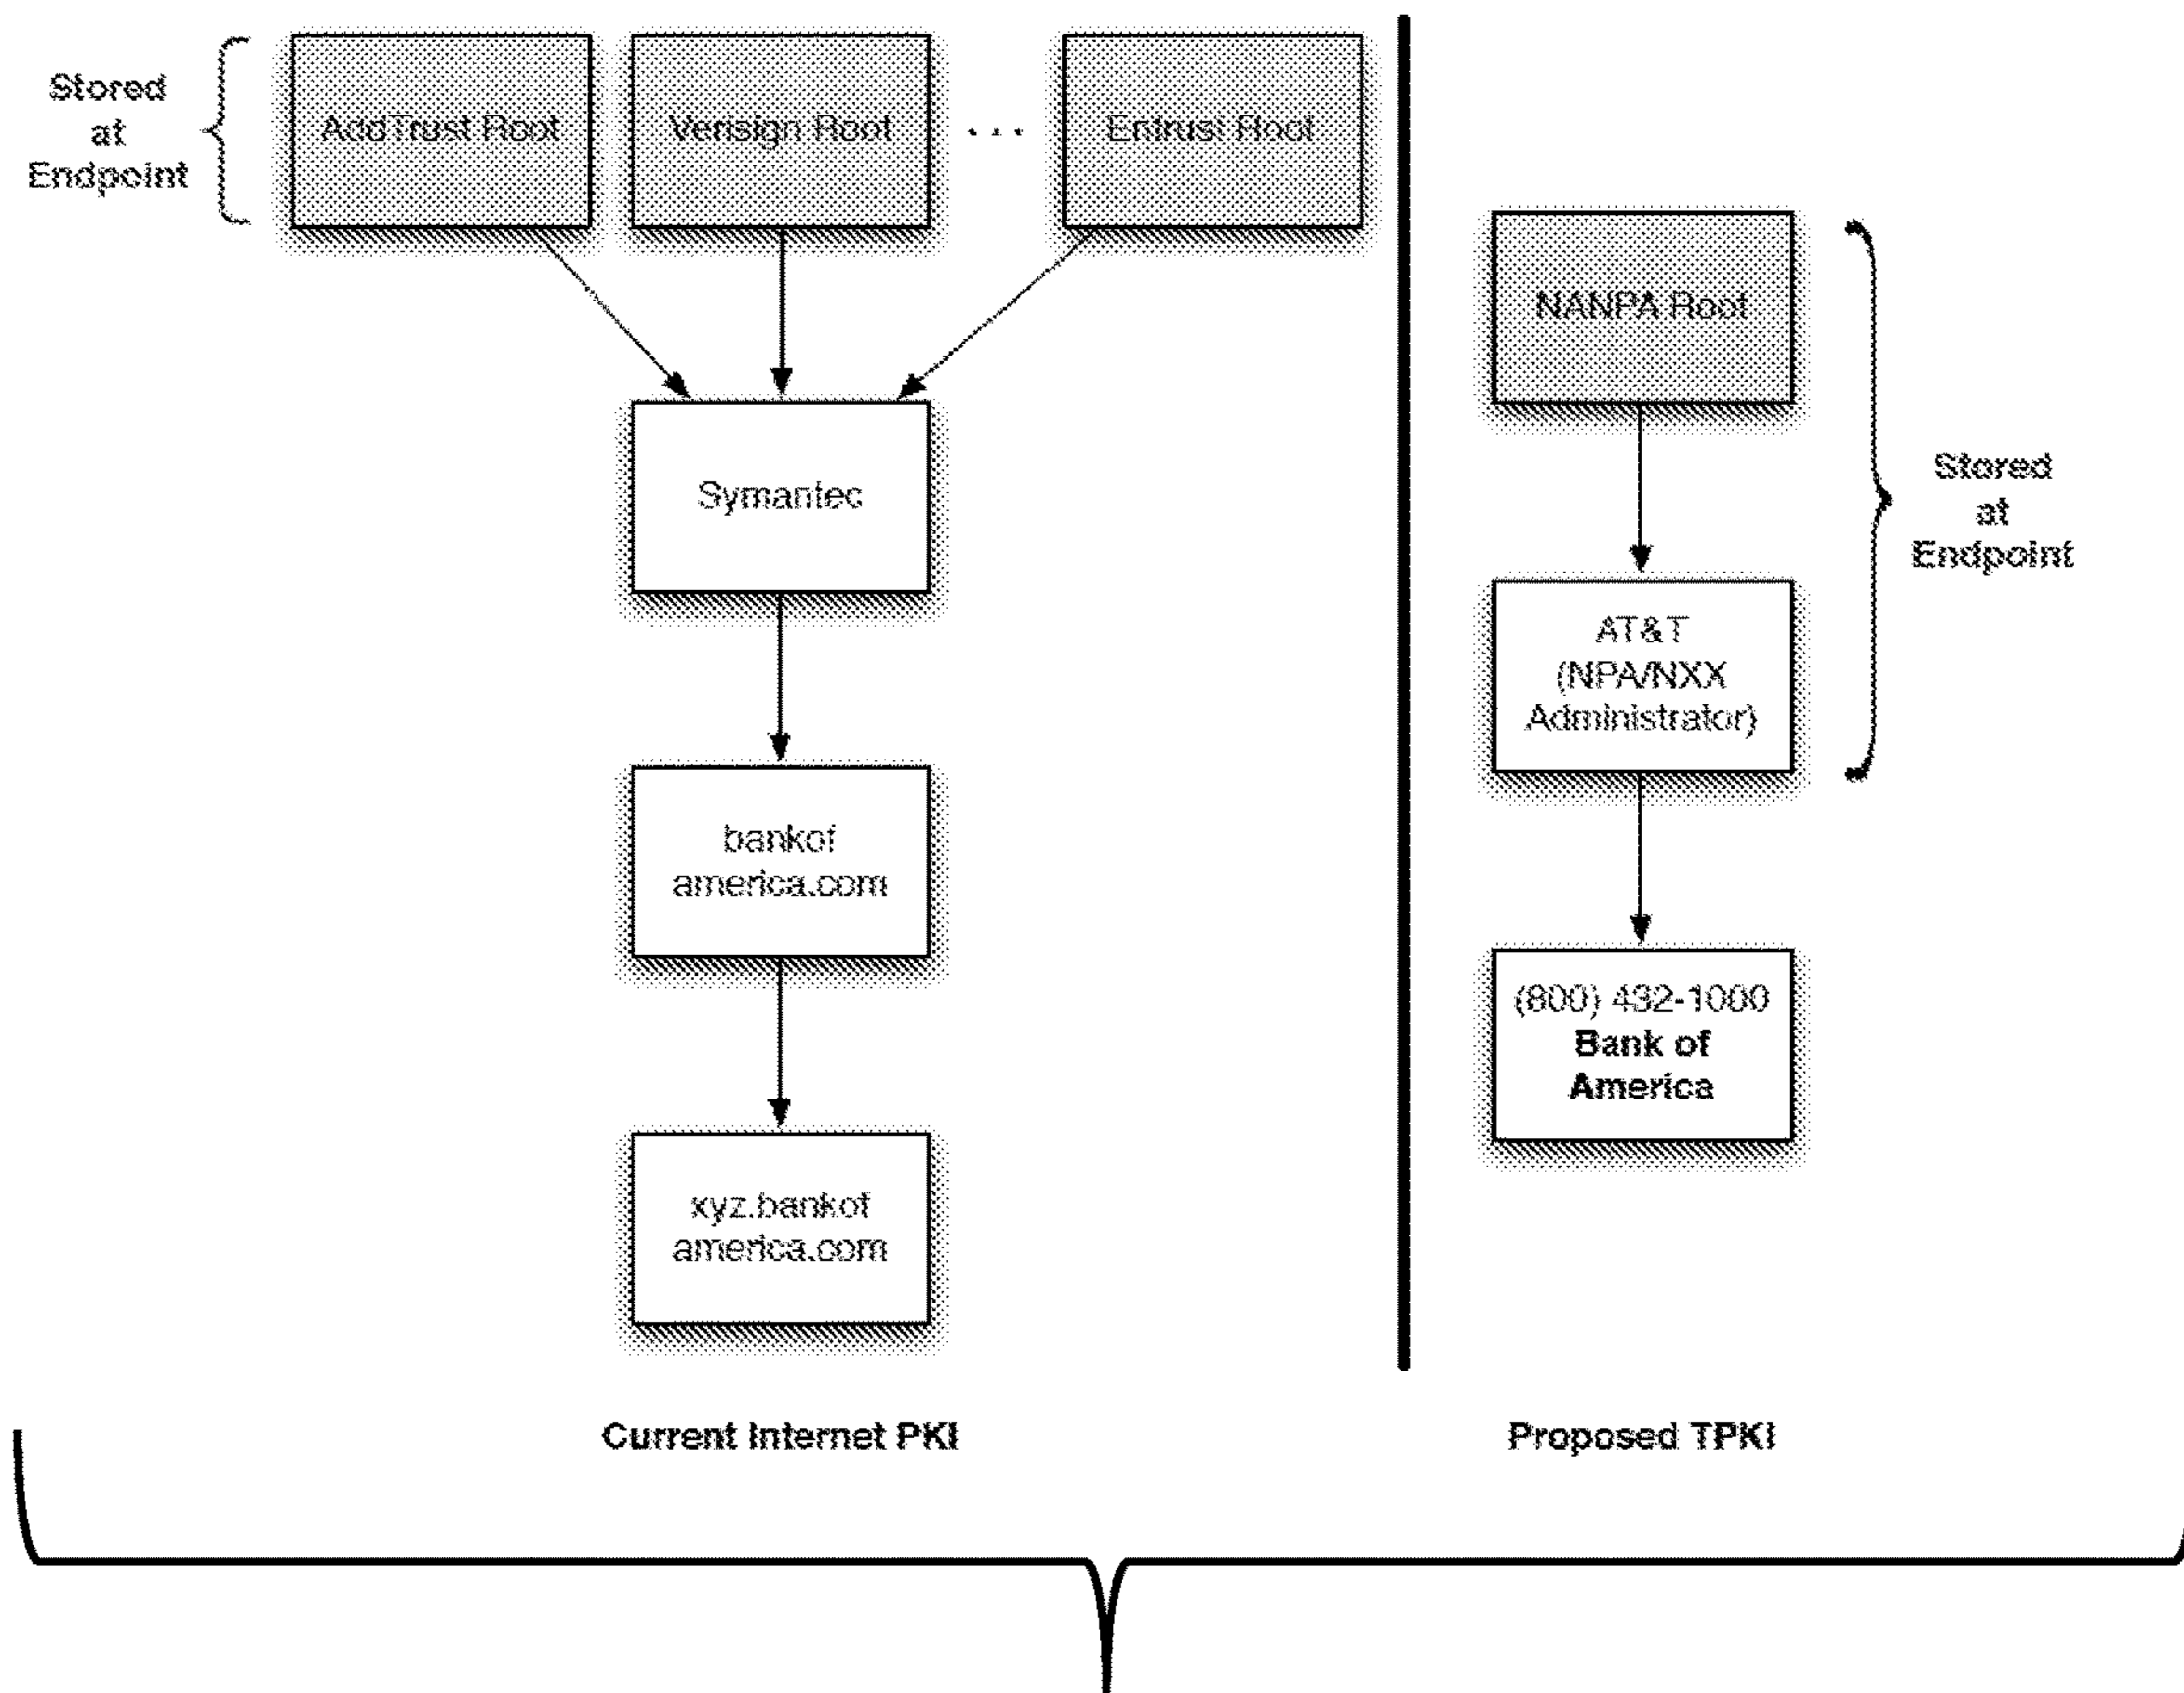 Stored
at
Endpoint
AddTrust Root
Verisign Root
...
Entrust Root
Symantec
bankof
america.com
xyz.bankof
america.com
Current Internet PKI
NANPA Root
AT&T
(NPA/NXX
Administrator)
Stored
at
Endpoint
(800) 432-1000
Bank of
America
Proposed TPKI